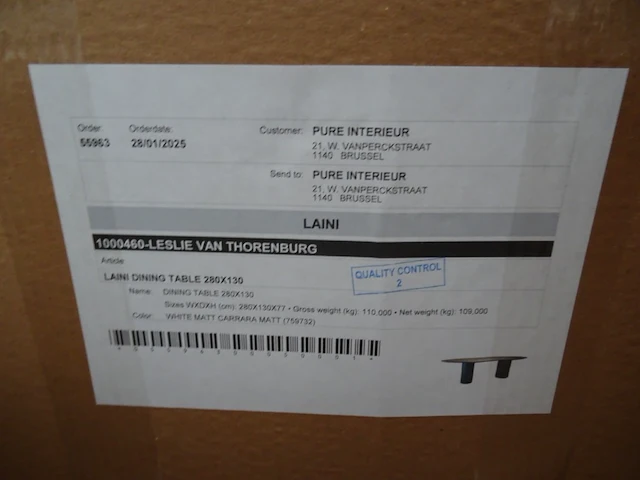 Order
55963
Orderdate:
28/01/2025
Customer: PURE INTERIEUR
21, W. VANPERCKSTRAAT
1140 BRUSSEL
Send to: PURE INTERIEUR
21, W. VANPERCKSTRAAT
1140 BRUSSEL
LAINI
1000460-LESLIE VAN THORENBURG
Article
LAINI DINING TABLE 280X130
QUALITY CONTROL
2
Name: DINING TABLE 280X130
Sizes WXDXH (cm): 280X130X77 • Gross weight (kg): 110,000 • Net weight (kg): 109,000
Color: WHITE MATT CARRARA MATT (759732)